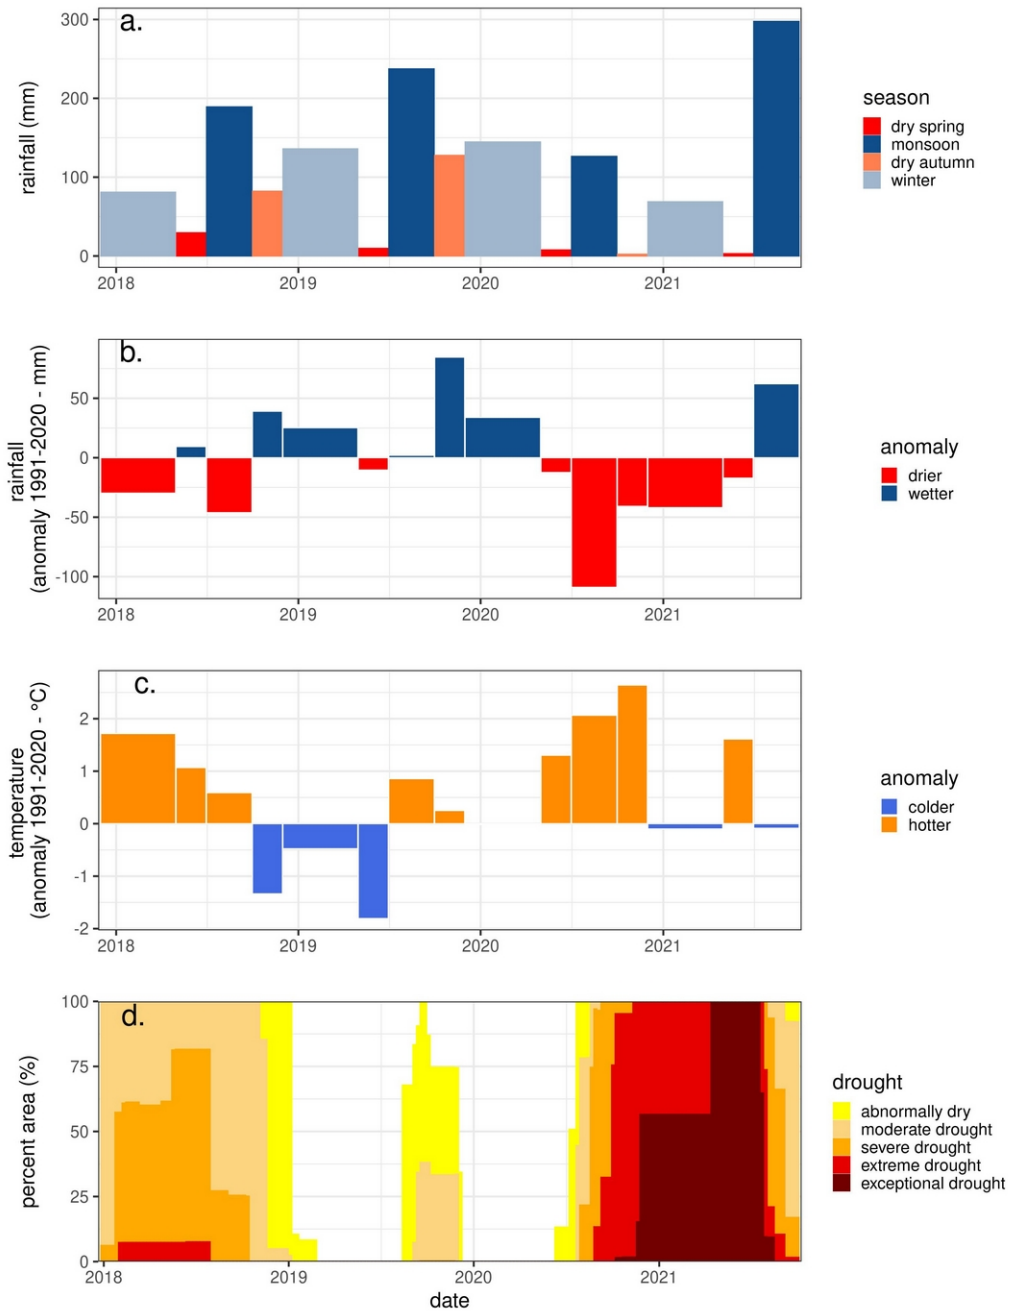 a.
300
200
100
0
rainfall (mm)
2018 2019 2020 2021
season
dry spring
monsoon
dry autumn
winter
b.
50
0
-50
-100
rainfall
(anomaly 1991-2020 - mm)
2018 2019 2020 2021
anomaly
drier
wetter
c.
2
1
0
-1
-2
temperature
(anomaly 1991-2020 - °C)
2018 2019 2020 2021
anomaly
colder
hotter
d.
100
75
50
25
0
percent area (%)
2018 2019 2020 2021
date
drought
abnormally dry
moderate drought
severe drought
extreme drought
exceptional drought